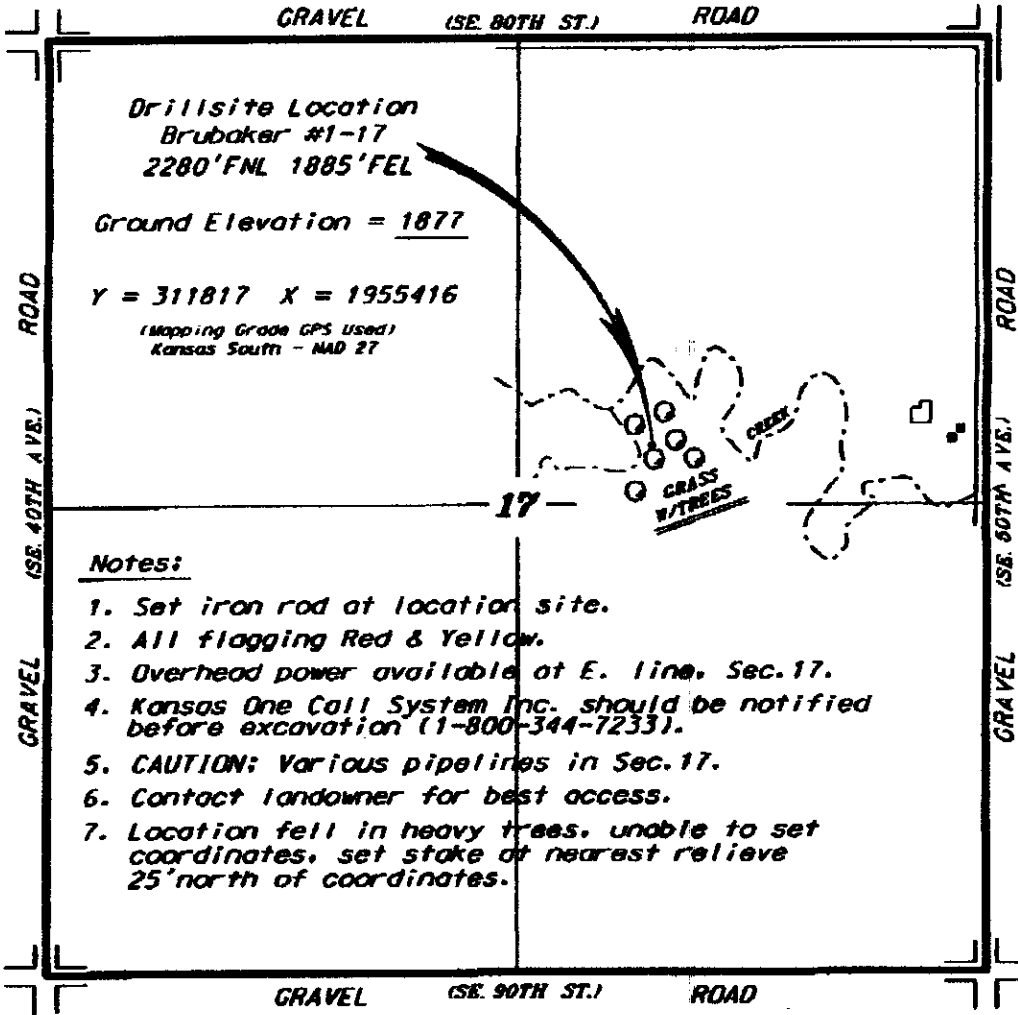 GRAVEL (SE. 80TH ST.) ROAD
Drillsite Location
Brubaker #1-17
2280'FNL 1885'FEL
Ground Elevation = 1877
Y = 311817 X = 1955416
(Mapping Grade GPS Used)
Kansas South - NAD 27
GRAVEL (SE. 40TH AVE.) ROAD
GRAVEL (SE. 50TH AVE.) ROAD
CREEK
GRASS
W/TREES
17
Notes:
1. Set iron rod at location site.
2. All flagging Red & Yellow.
3. Overhead power available at E. line, Sec.17.
4. Kansas One Call System Inc. should be notified
before excavation (1-800-344-7233).
5. CAUTION: Various pipelines in Sec.17.
6. Contact landowner for best access.
7. Location fell in heavy trees, unable to set
coordinates, set stake at nearest relieve
25'north of coordinates.
GRAVEL (SE. 90TH ST.) ROAD